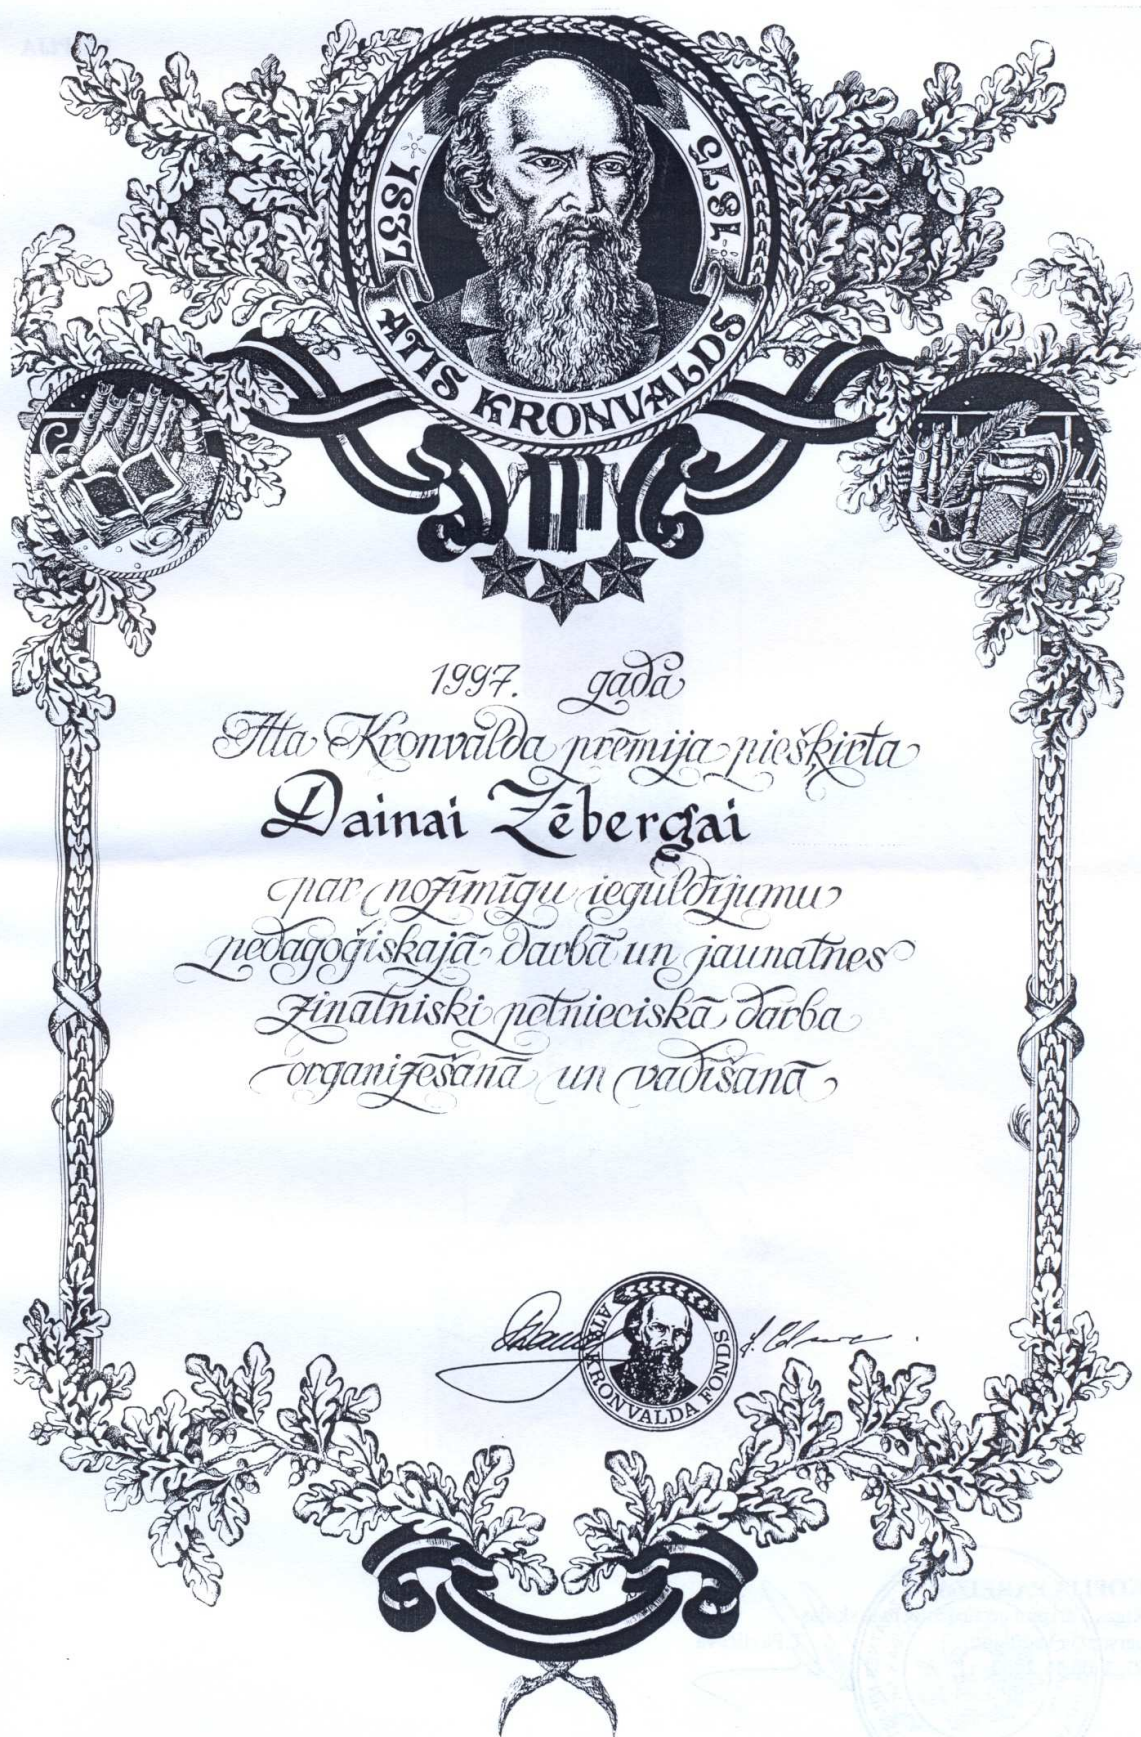 1837
1875
ATIS KRONVALDS
1997. gadā
Ata Kronvalda prēmija piešķirta
Dainai Zēbergai
par nozīmīgu ieguldījumu
pedagoģiskajā darbā un jaunatnes
zinātniski pētnieciskā darba
organizēšanā un vadīšanā
ATA KRONVALDA FONDS